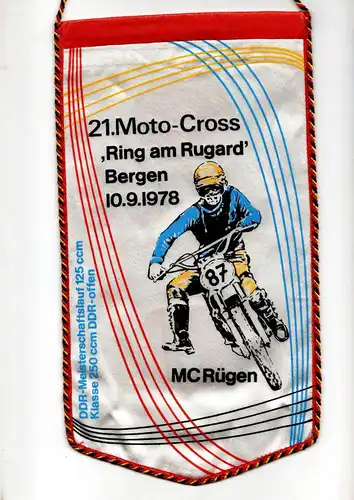 21.Moto-Cross
‚Ring am Rugard'
Bergen
10.9.1978
87
MC Rügen
DDR-Meisterschaftslauf 125 ccm
Klasse 250 ccm DDR-offen